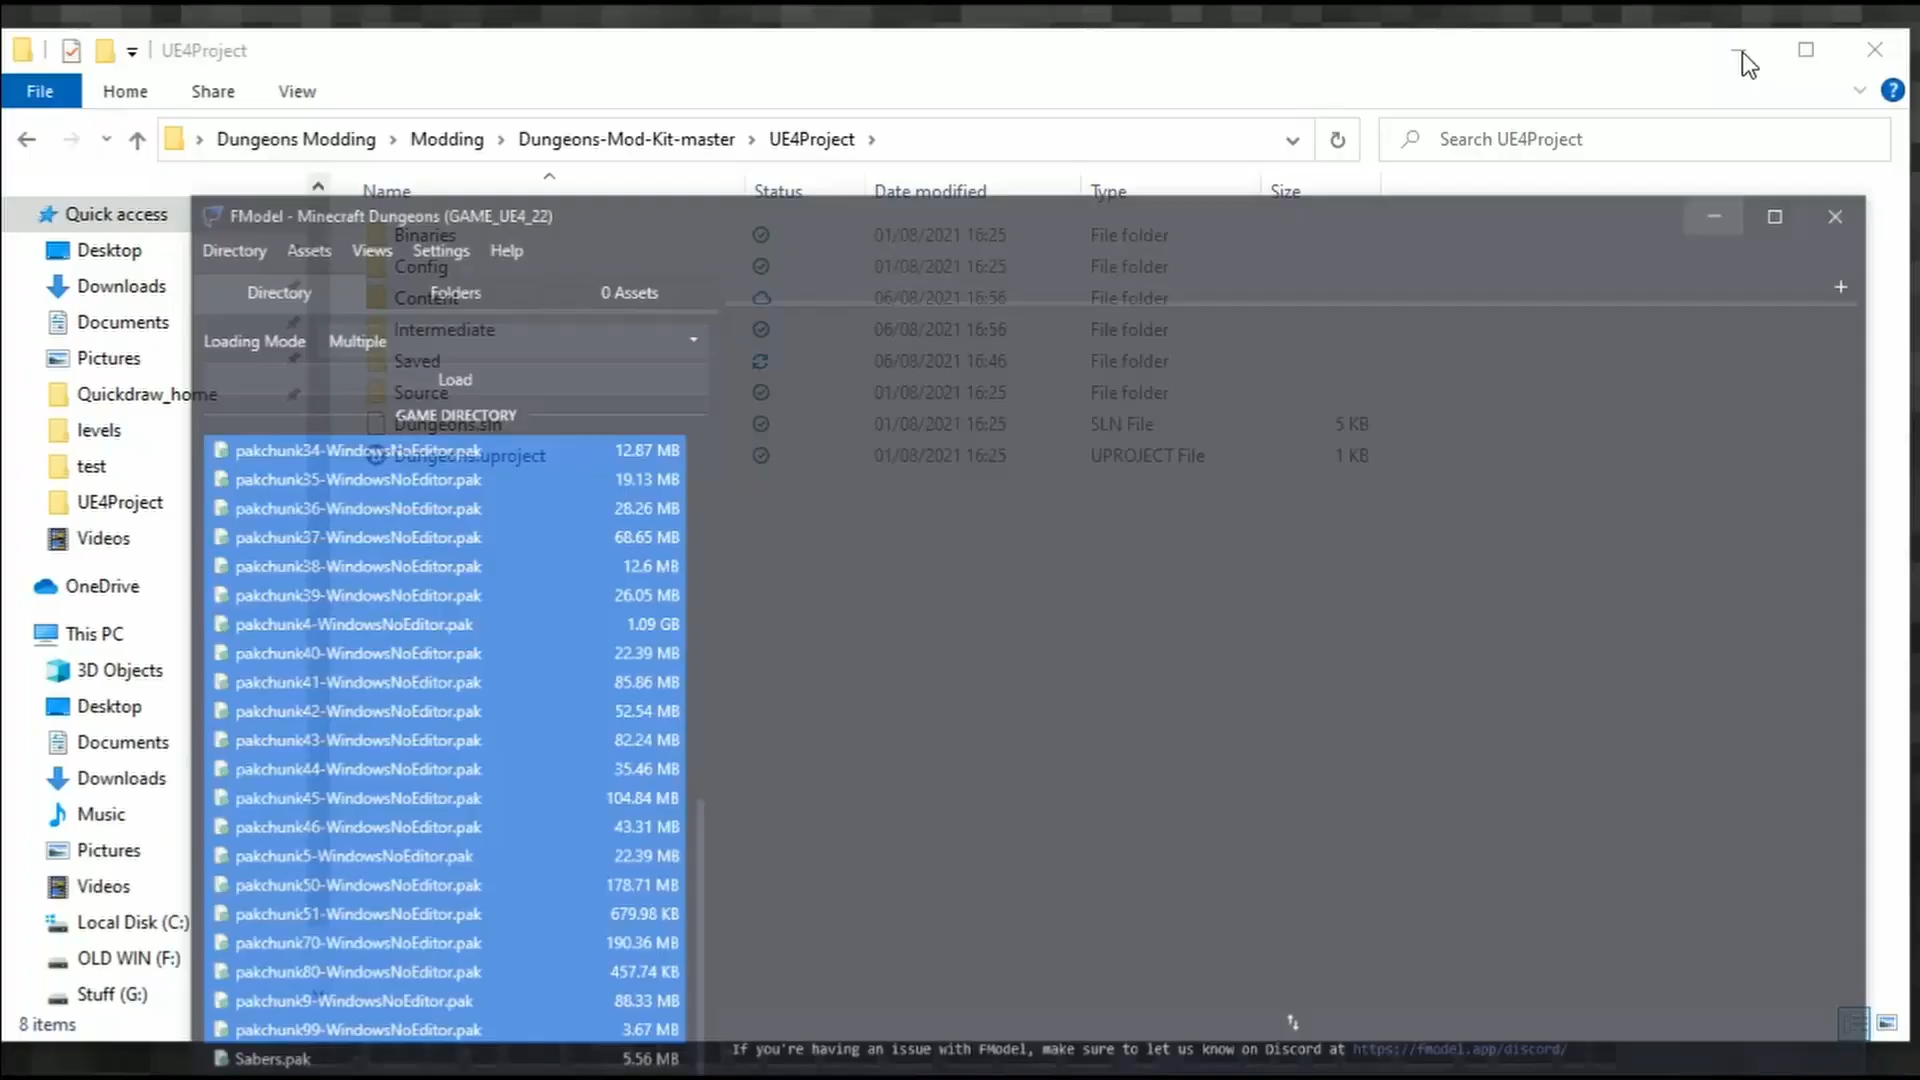 UE4Project
File Home Share View
Dungeons Modding Modding Dungeons-Mod-Kit-master UE4Project
Search UE4Project
Name Status Date modified Type Size
Quick access
Desktop
Downloads
Documents
Pictures
Quickdraw_home
levels
test
UE4Project
Videos
OneDrive
This PC
3D Objects
Desktop
Documents
Downloads
Music
Pictures
Videos
Local Disk (C:)
OLD WIN (F:)
Stuff (G:)
8 items
Binaries 01/08/2021 16:25 File folder
Config 01/08/2021 16:25 File folder
Content 06/08/2021 16:56 File folder
Intermediate 06/08/2021 16:56 File folder
Saved 06/08/2021 16:46 File folder
Source 01/08/2021 16:25 File folder
Dungeons.sln 01/08/2021 16:25 SLN File 5 KB
Dungeons.uproject 01/08/2021 16:25 UPROJECT File 1 KB
FModel - Minecraft Dungeons (GAME_UE4_22)
Directory Assets Views Settings Help
Directory Folders 0 Assets
Loading Mode Multiple
Load
GAME DIRECTORY
pakchunk34-WindowsNoEditor.pak 12.87 MB
pakchunk35-WindowsNoEditor.pak 19.13 MB
pakchunk36-WindowsNoEditor.pak 28.26 MB
pakchunk37-WindowsNoEditor.pak 68.65 MB
pakchunk38-WindowsNoEditor.pak 12.6 MB
pakchunk39-WindowsNoEditor.pak 26.05 MB
pakchunk4-WindowsNoEditor.pak 1.09 GB
pakchunk40-WindowsNoEditor.pak 22.39 MB
pakchunk41-WindowsNoEditor.pak 85.86 MB
pakchunk42-WindowsNoEditor.pak 52.54 MB
pakchunk43-WindowsNoEditor.pak 82.24 MB
pakchunk44-WindowsNoEditor.pak 35.46 MB
pakchunk45-WindowsNoEditor.pak 104.84 MB
pakchunk46-WindowsNoEditor.pak 43.31 MB
pakchunk5-WindowsNoEditor.pak 22.39 MB
pakchunk50-WindowsNoEditor.pak 178.71 MB
pakchunk51-WindowsNoEditor.pak 679.98 KB
pakchunk70-WindowsNoEditor.pak 190.36 MB
pakchunk80-WindowsNoEditor.pak 457.74 KB
pakchunk9-WindowsNoEditor.pak 88.33 MB
pakchunk99-WindowsNoEditor.pak 3.67 MB
Sabers.pak 5.56 MB
If you're having an issue with FModel, make sure to let us know on Discord at https://fmodel.app/discord/